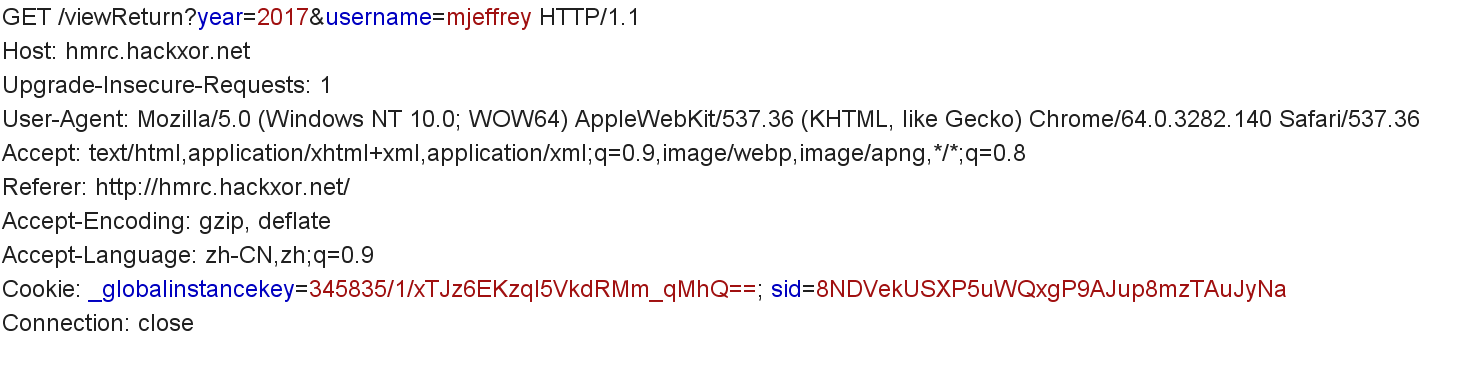 GET /viewReturn?year=2017&username=mjeffrey HTTP/1.1
Host: hmrc.hackxor.net
Upgrade-Insecure-Requests: 1
User-Agent: Mozilla/5.0 (Windows NT 10.0; WOW64) AppleWebKit/537.36 (KHTML, like Gecko) Chrome/64.0.3282.140 Safari/537.36
Accept: text/html,application/xhtml+xml,application/xml;q=0.9,image/webp,image/apng,*/*;q=0.8
Referer: http://hmrc.hackxor.net/
Accept-Encoding: gzip, deflate
Accept-Language: zh-CN,zh;q=0.9
Cookie: _globalinstancekey=345835/1/xTJz6EKzqI5VkdRMm_qMhQ==; sid=8NDVekUSXP5uWQxgP9AJup8mzTAuJyNa
Connection: close